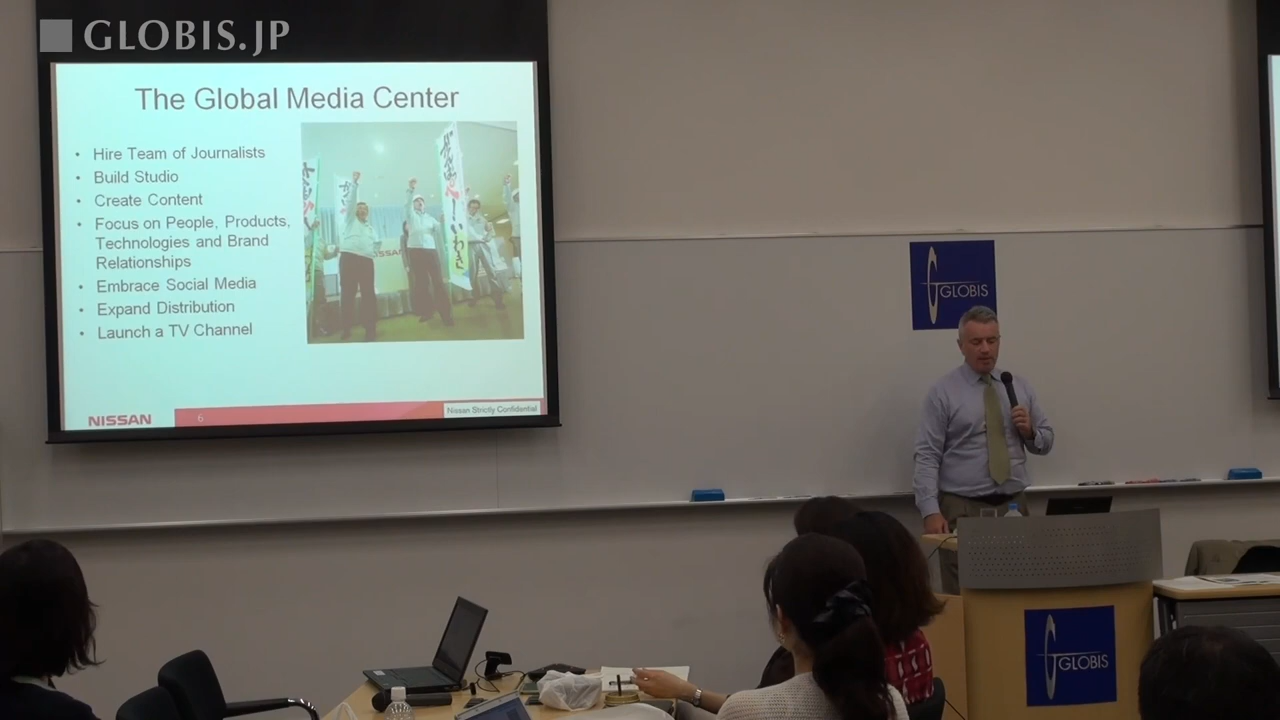 GLOBIS.JP
The Global Media Center
• Hire Team of Journalists
• Build Studio
• Create Content
• Focus on People, Products,
Technologies and Brand
Relationships
• Embrace Social Media
• Expand Distribution
• Launch a TV Channel
NISSAN
NISSAN
6
Nissan Strictly Confidential
GLOBIS
GLOBIS